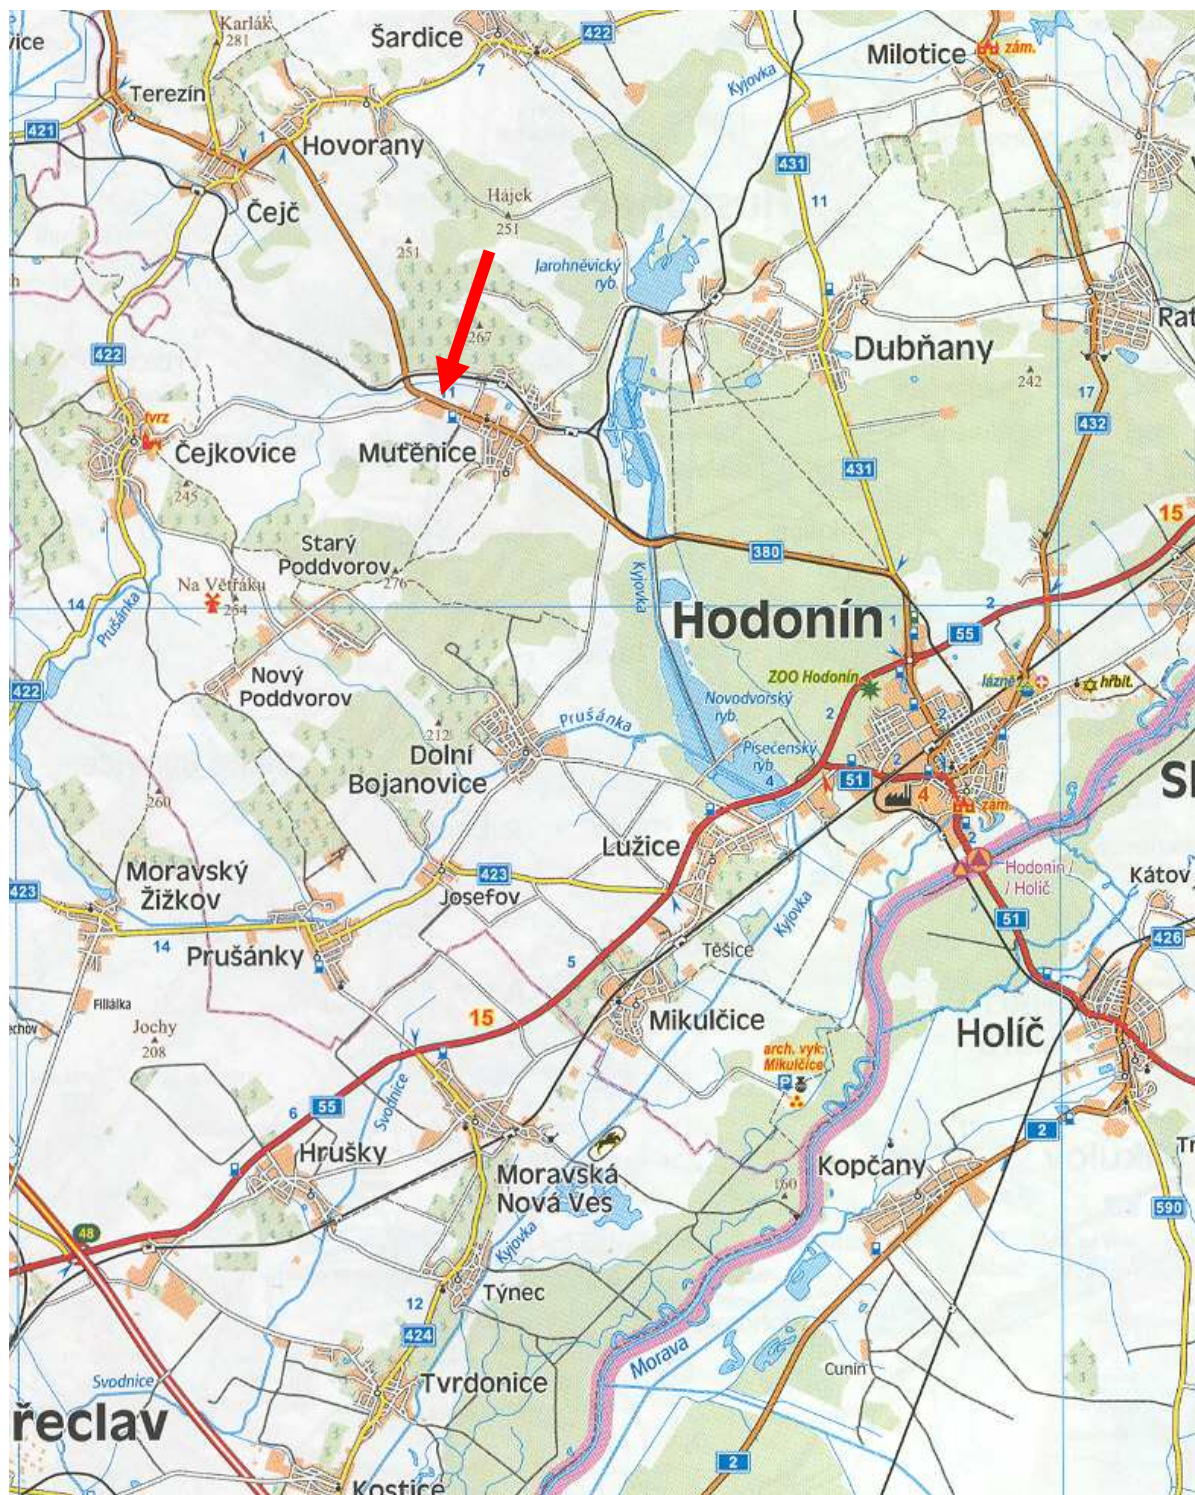 Karlák
281
Šardice
422
Milotice
zám.
vice
7
Kyjovka
Terezín
421
1
Hovorany
431
11
Hájek
251
Čejč
251
Jarohněvický
ryb.
267
Dubňany
Rat
422
242
17
432
1
tvrz
Čejkovice
Mutěnice
431
245
15
Starý
Poddvorov
276
380
Na Větřáku
264
14
Prušánka
Kyjovka
Hodonín
1
2
55
422
Nový
Poddvorov
ZOO Hodonín
lázně
hřbit.
Novodvorský
ryb.
2
212
Prušánka
Dolní
Bojanovice
Písečenský
ryb.
2
2
4
51
4
zám.
Sl
260
Lužice
2
Moravský
Žižkov
423
423
Josefov
Hodonín /
/ Holíč
Kátov
51
426
14
Prušánky
Těšice
Kyjovka
5
Filiálka
echov
Jochy
208
15
Mikulčice
Holíč
arch. vyk.
Mikulčice
P
Svodnice
6
55
2
Hrušky
Moravská
Nová Ves
Kopčany
160
Tr
590
48
Kyjovka
Týnec
12
424
Morava
Cunín
Svodnice
Tvrdonice
řeclav
2
Kostice